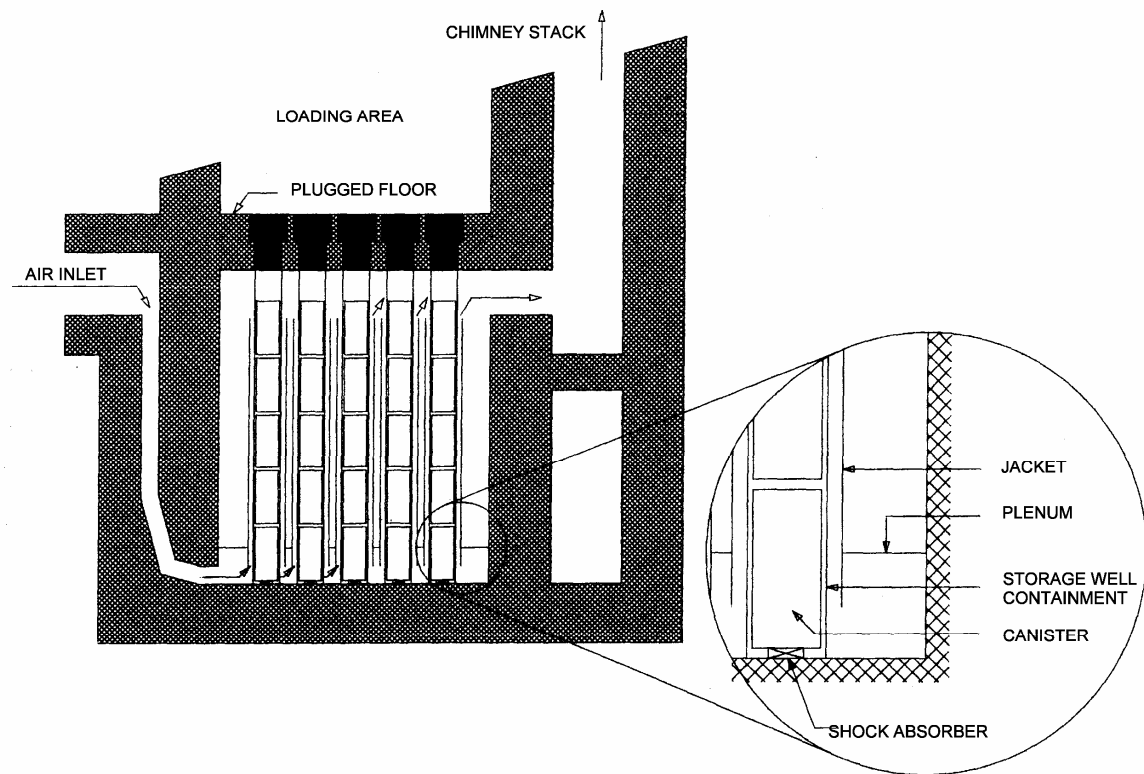 CHIMNEY STACK
LOADING AREA
PLUGGED FLOOR
AIR INLET
JACKET
PLENUM
STORAGE WELL
CONTAINMENT
CANISTER
SHOCK ABSORBER